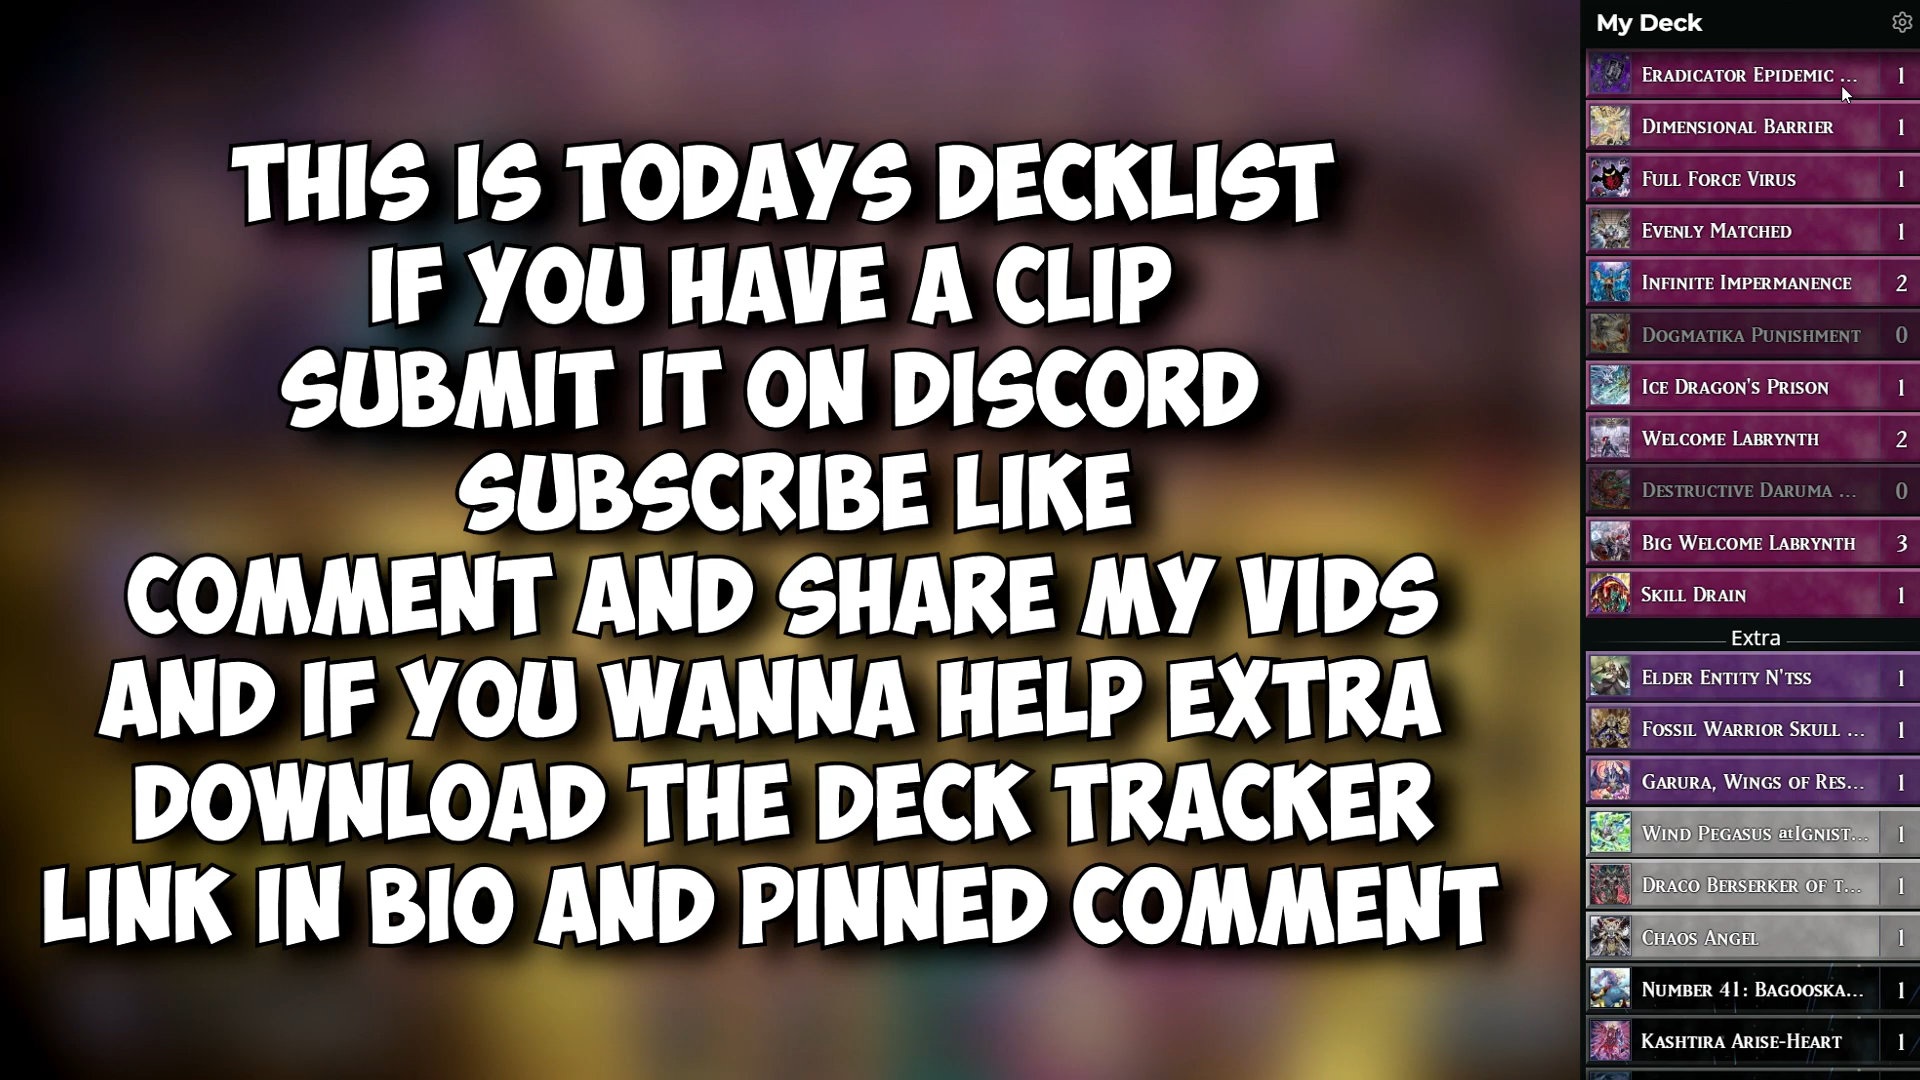 THIS IS TODAYS DECKLIST
IF YOU HAVE A CLIP
SUBMIT IT ON DISCORD
SUBSCRIBE LIKE
COMMENT AND SHARE MY VIDS
AND IF YOU WANNA HELP EXTRA
DOWNLOAD THE DECK TRACKER
LINK IN BIO AND PINNED COMMENT
My Deck
Eradicator Epidemic ... 1
Dimensional Barrier 1
Full Force Virus 1
Evenly Matched 1
Infinite Impermanence 2
Dogmatika Punishment 0
Ice Dragon's Prison 1
Welcome Labrynth 2
Destructive Daruma ... 0
Big Welcome Labrynth 3
Skill Drain 1
Extra
Elder Entity N'tss 1
Fossil Warrior Skull ... 1
Garura, Wings of Res... 1
Wind Pegasus atIgnist... 1
Draco Berserker of t... 1
Chaos Angel 1
Number 41: Bagooska... 1
Kashtira Arise-Heart 1